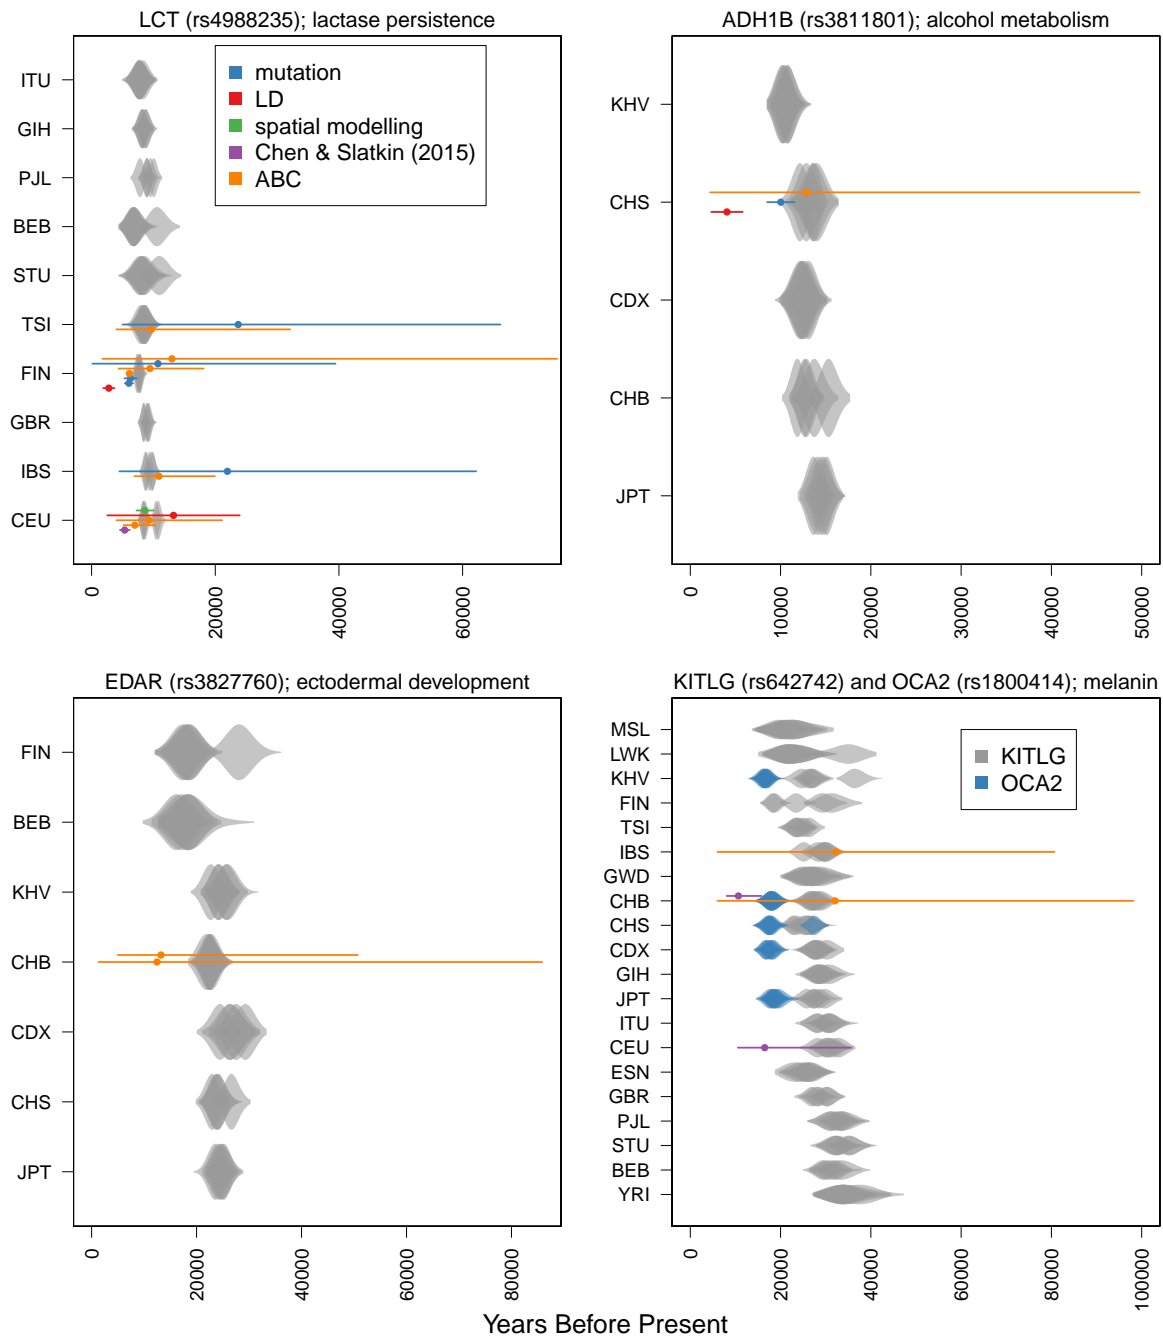 LCT (rs4988235); lactase persistence
ITU
GIH
PJL
BEB
STU
TSI
FIN
GBR
IBS
CEU
mutation
LD
spatial modelling
Chen & Slatkin (2015)
ABC
0
20000
40000
60000
ADH1B (rs3811801); alcohol metabolism
KHV
CHS
CDX
CHB
JPT
0
10000
20000
30000
40000
50000
EDAR (rs3827760); ectodermal development
FIN
BEB
KHV
CHB
CDX
CHS
JPT
0
20000
40000
60000
80000
KITLG (rs642742) and OCA2 (rs1800414); melanin
MSL
LWK
KHV
FIN
TSI
IBS
GWD
CHB
CHS
CDX
GIH
JPT
ITU
CEU
ESN
GBR
PJL
STU
BEB
YRI
KITLG
OCA2
0
20000
40000
60000
80000
100000
Years Before Present